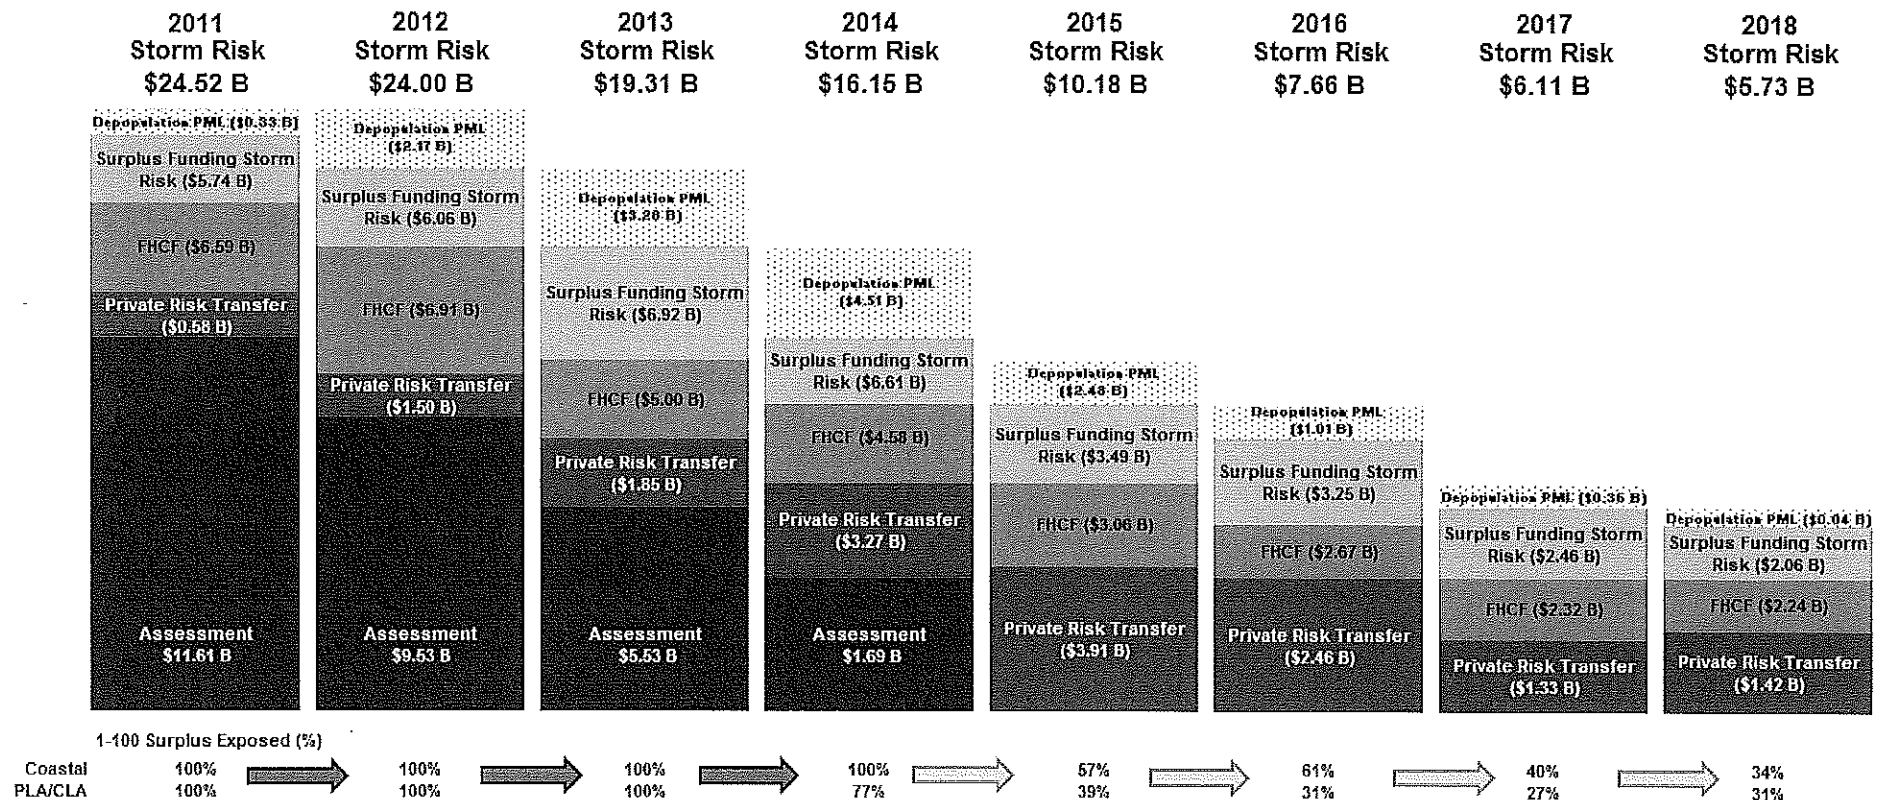 2011
Storm Risk
$24.52 B
2012
Storm Risk
$24.00 B
2013
Storm Risk
$19.31 B
2014
Storm Risk
$16.15 B
2015
Storm Risk
$10.18 B
2016
Storm Risk
$7.66 B
2017
Storm Risk
$6.11 B
2018
Storm Risk
$5.73 B
Depopulation PML ($0.33 B)
Surplus Funding Storm
Risk ($5.74 B)
FHCF ($6.59 B)
Private Risk Transfer
($0.58 B)
Assessment
$11.61 B
Depopulation PML
($2.17 B)
Surplus Funding Storm
Risk ($6.06 B)
FHCF ($6.91 B)
Private Risk Transfer
($1.50 B)
Assessment
$9.53 B
Depopulation PML
($3.28 B)
Surplus Funding Storm
Risk ($6.92 B)
FHCF ($5.00 B)
Private Risk Transfer
($1.85 B)
Assessment
$5.53 B
Depopulation PML
($4.51 B)
Surplus Funding Storm
Risk ($6.61 B)
FHCF ($4.58 B)
Private Risk Transfer
($3.27 B)
Assessment
$1.69 B
Depopulation PML
($2.48 B)
Surplus Funding Storm
Risk ($3.49 B)
FHCF ($3.06 B)
Private Risk Transfer
($3.91 B)
Depopulation PML
($1.01 B)
Surplus Funding Storm
Risk ($3.25 B)
FHCF ($2.67 B)
Private Risk Transfer
($2.46 B)
Depopulation PML ($0.36 B)
Surplus Funding Storm
Risk ($2.46 B)
FHCF ($2.32 B)
Private Risk Transfer
($1.33 B)
Depopulation PML ($0.04 B)
Surplus Funding Storm
Risk ($2.06 B)
FHCF ($2.24 B)
Private Risk Transfer
($1.42 B)
1-100 Surplus Exposed (%)
Coastal 100% 100% 100% 100% 57% 61% 40% 34%
PLA/CLA 100% 100% 100% 77% 39% 31% 27% 31%